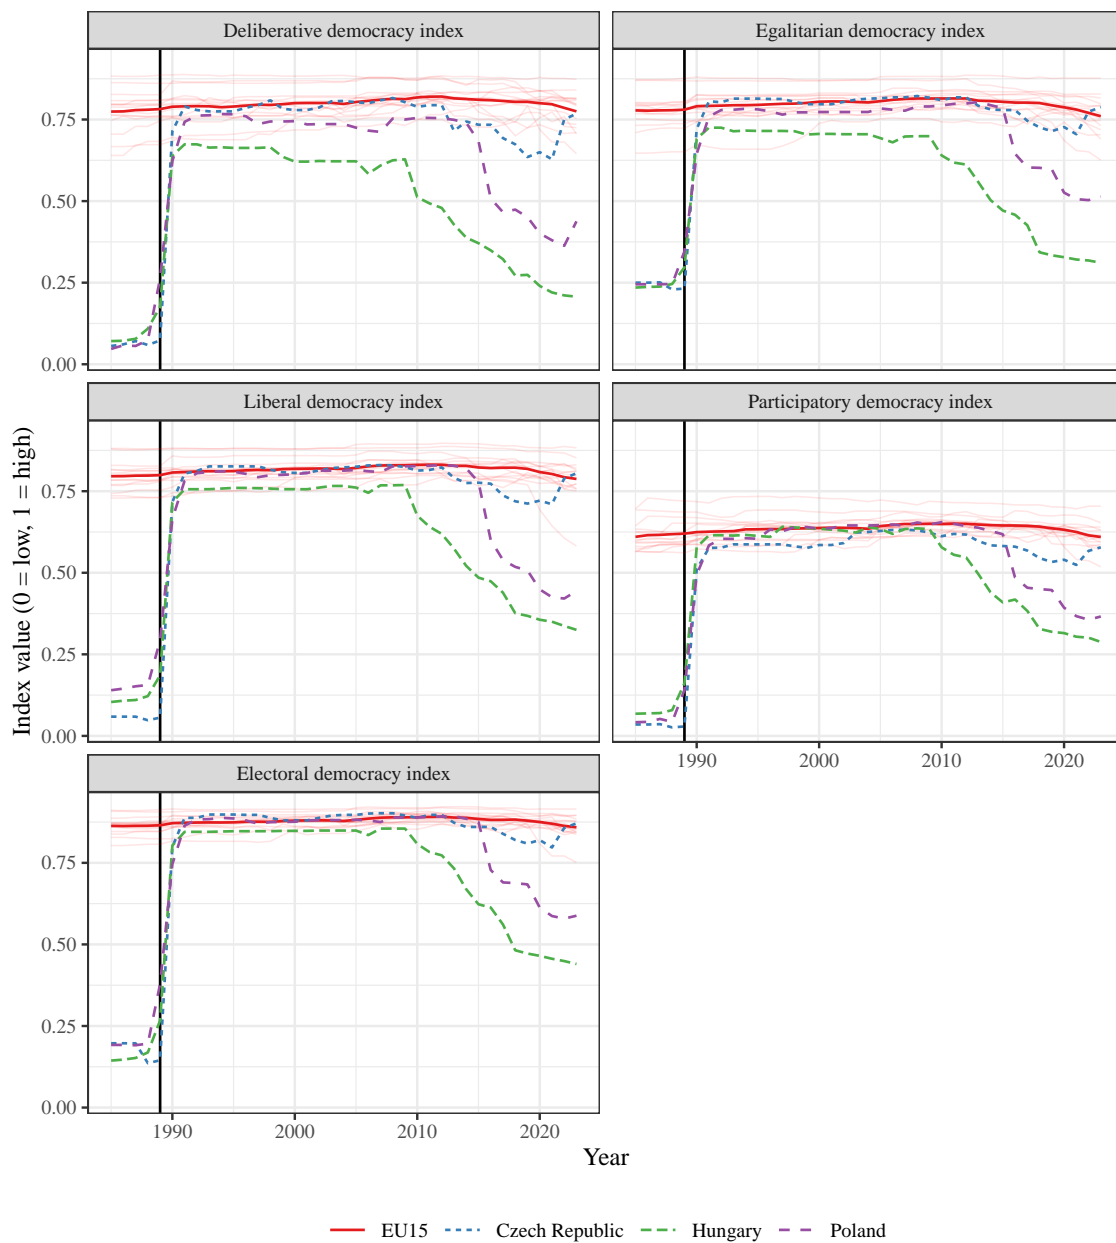 Deliberative democracy index
Egalitarian democracy index
0.75
0.50
0.25
0.00
Liberal democracy index
Participatory democracy index
0.75
0.50
0.25
0.00
1990 2000 2010 2020
Electoral democracy index
0.75
0.50
0.25
0.00
1990 2000 2010 2020
Index value (0 = low, 1 = high)
Year
EU15 Czech Republic Hungary Poland